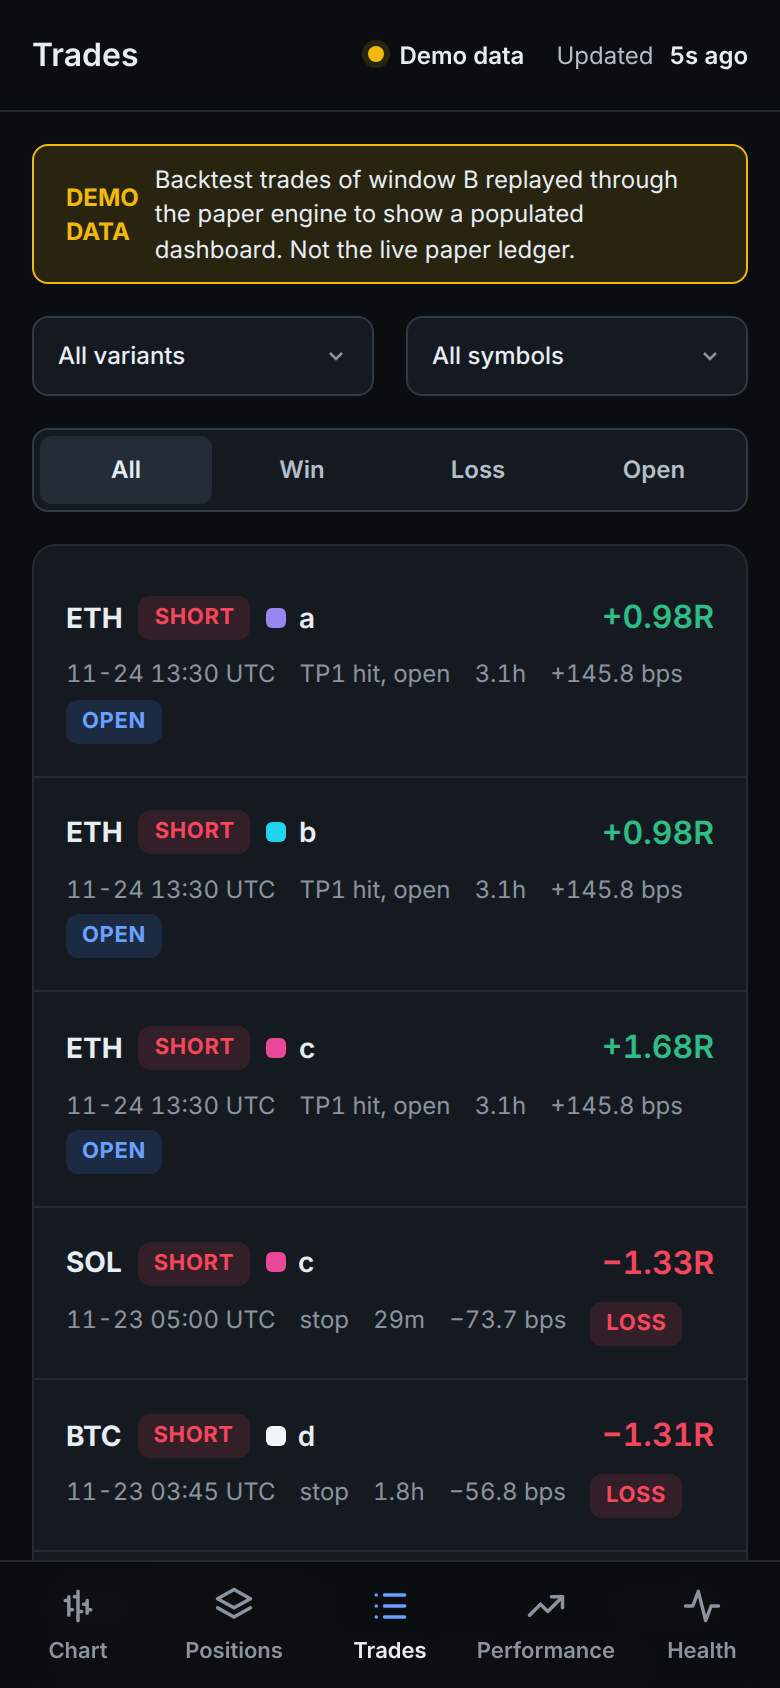 Trades
Demo data Updated 5s ago
DEMO DATA
Backtest trades of window B replayed through
the paper engine to show a populated
dashboard. Not the live paper ledger.
All variants
All symbols
All Win Loss Open
ETH SHORT a +0.98R
11-24 13:30 UTC TP1 hit, open 3.1h +145.8 bps
OPEN
ETH SHORT b +0.98R
11-24 13:30 UTC TP1 hit, open 3.1h +145.8 bps
OPEN
ETH SHORT c +1.68R
11-24 13:30 UTC TP1 hit, open 3.1h +145.8 bps
OPEN
SOL SHORT c −1.33R
11-23 05:00 UTC stop 29m −73.7 bps LOSS
BTC SHORT d −1.31R
11-23 03:45 UTC stop 1.8h −56.8 bps LOSS
Chart Positions Trades Performance Health